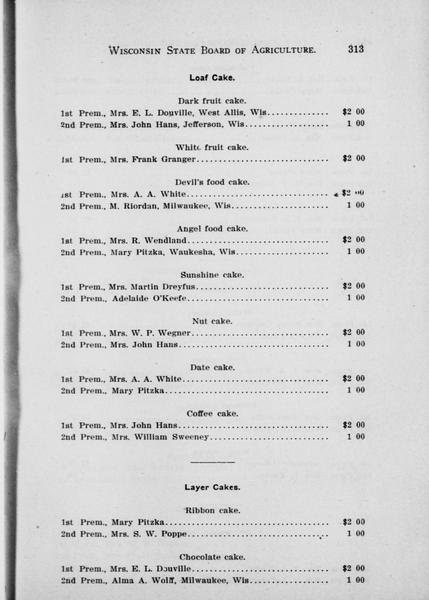 WISCONSIN STATE BOARD OF AGRICULTURE. 313
Loaf Cake.
Dark fruit cake.
1st Prem., Mrs. E. L. Douville, West Allis, Wis.............. $2 00
2nd Prem., Mrs. John Hans, Jefferson, Wis.................. 1 00
White fruit cake.
1st Prem., Mrs. Frank Granger............................ $2 00
Devil's food cake.
1st Prem., Mrs. A. A. White.............................. $2 00
2nd Prem., M. Riordan, Milwaukee, Wis..................... 1 00
Angel food cake.
1st Prem., Mrs. R. Wendland.............................. $2 00
2nd Prem., Mary Pitzka, Waukesha, Wis.................... 1 00
Sunshine cake.
1st Prem., Mrs. Martin Dreyfus............................ $2 00
2nd Prem., Adelaide O'Keefe.............................. 1 00
Nut cake.
1st Prem., Mrs. W. P. Wegner............................. $2 00
2nd Prem., Mrs. John Hans................................ 1 00
Date cake.
1st Prem., Mrs. A. A. White............................... $2 00
2nd Prem., Mary Pitzka................................... 1 00
Coffee cake.
1st Prem., Mrs. John Hans................................ $2 00
2nd Prem., Mrs. William Sweeney.......................... 1 00
Layer Cakes.
Ribbon cake.
1st Prem., Mary Pitzka................................... $2 00
2nd Prem., Mrs. S. W. Poppe.............................. 1 00
Chocolate cake.
1st Prem., Mrs. E. L. Douville............................. $2 00
2nd Prem., Alma A. Wolff, Milwaukee, Wis.................. 1 00